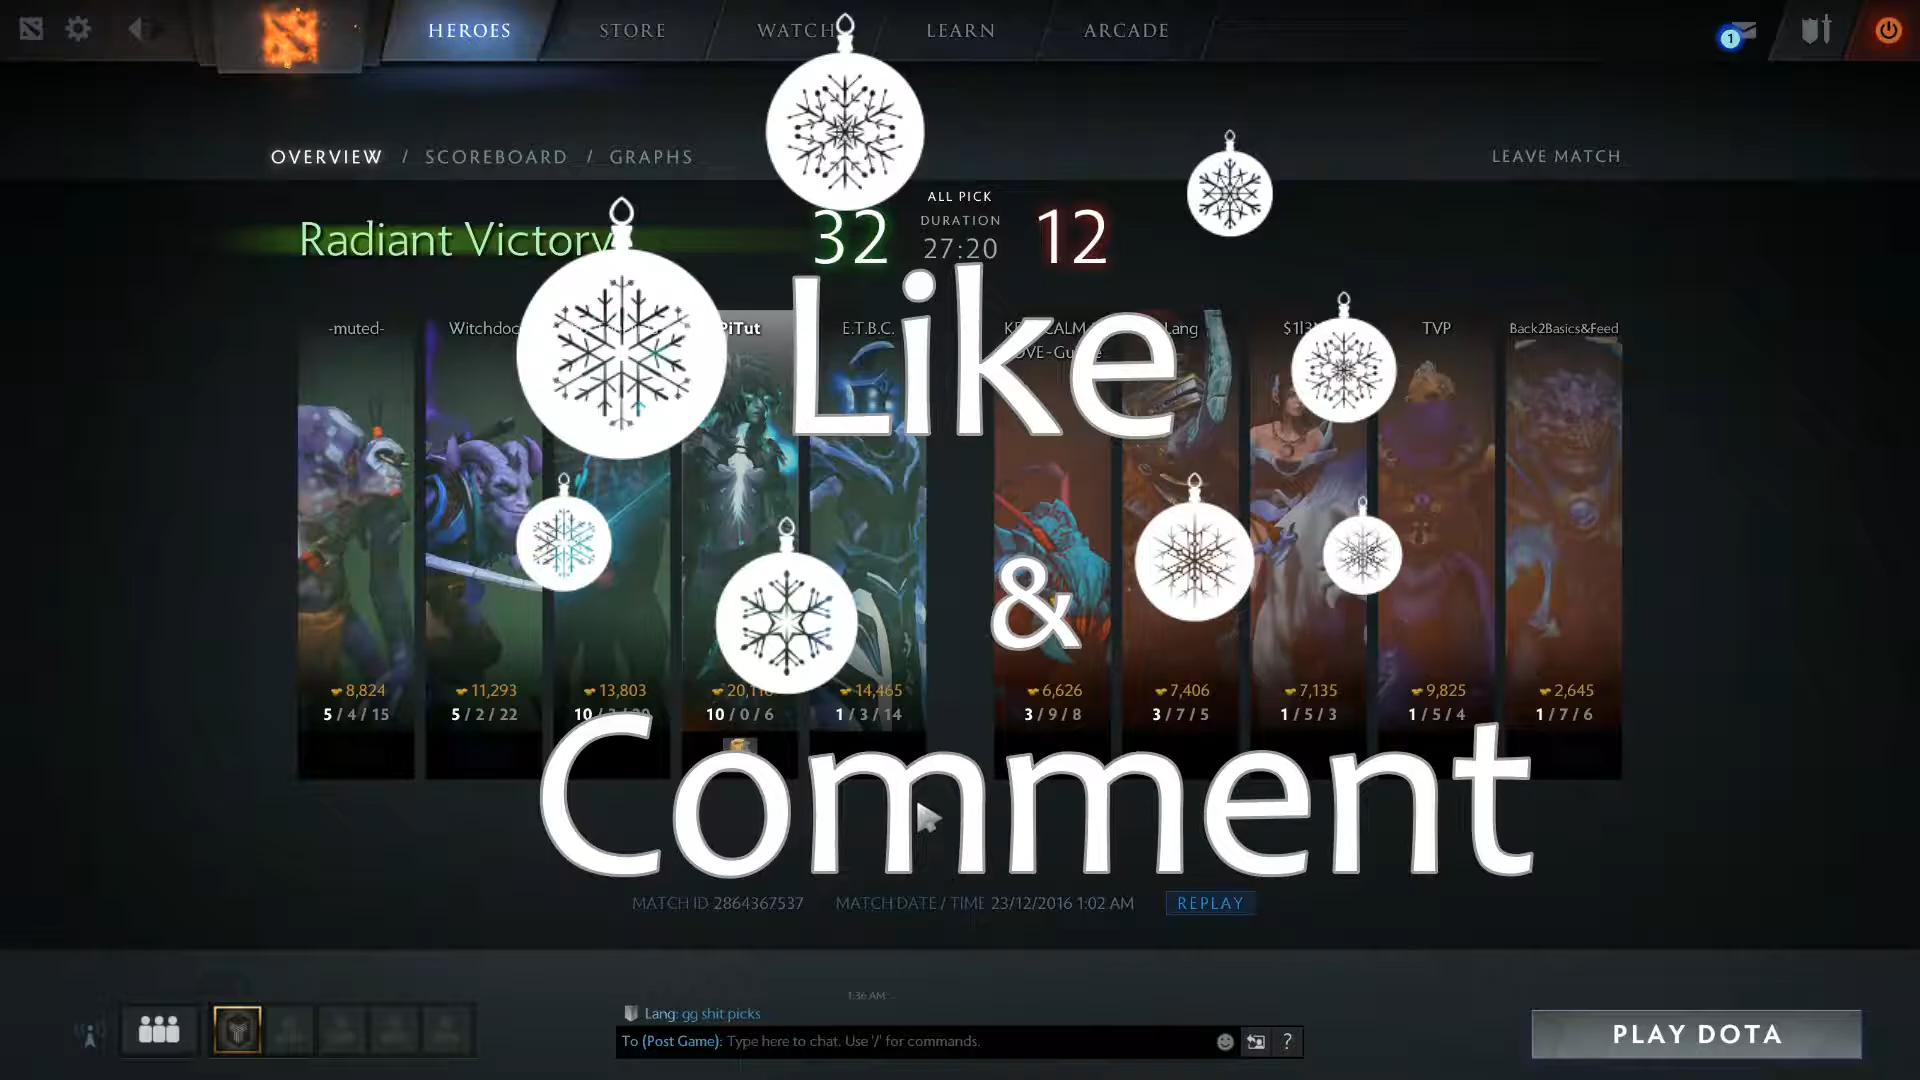 HEROES STORE WATCH LEARN ARCADE
1
OVERVIEW / SCOREBOARD / GRAPHS
LEAVE MATCH
Radiant Victory
32
ALL PICK
DURATION
27:20
12
Like
&
Comment
-muted-
E.T.B.C.
TVP
Back2Basics&Feed
8,824 11,293 13,803 14,465 6,626 7,406 7,135 9,825 2,645
5 / 4 / 15 5 / 2 / 22 10 / 0 / 6 1 / 3 / 14 3 / 9 / 8 3 / 7 / 5 1 / 5 / 3 1 / 5 / 4 1 / 7 / 6
MATCH ID 2864367537 MATCH DATE / TIME 23/12/2016 1:02 AM REPLAY
1:36 AM
Lang: gg shit picks
To (Post Game): Type here to chat. Use '/' for commands.
?
PLAY DOTA